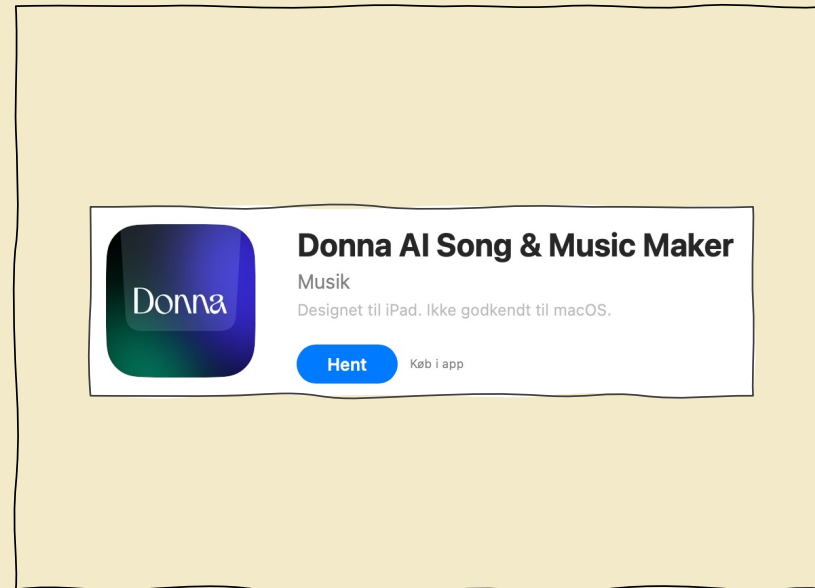 Donna
Donna AI Song & Music Maker
Musik
Designet til iPad. Ikke godkendt til macOS.
Hent
Køb i app